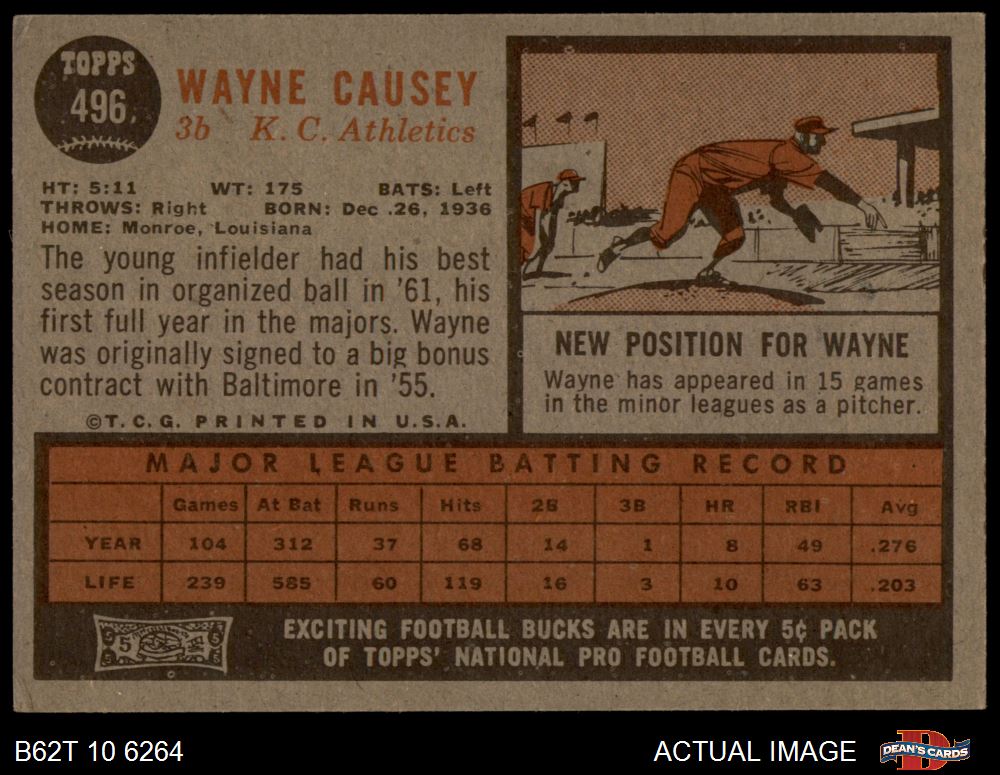 TOPPS
496
WAYNE CAUSEY
3b K. C. Athletics
HT: 5:11 WT: 175 BATS: Left
THROWS: Right BORN: Dec .26, 1936
HOME: Monroe, Louisiana
The young infielder had his best
season in organized ball in '61, his
first full year in the majors. Wayne
was originally signed to a big bonus
contract with Baltimore in '55.
©T. C. G. PRINTED IN U.S.A.
NEW POSITION FOR WAYNE
Wayne has appeared in 15 games
in the minor leagues as a pitcher.
MAJOR LEAGUE BATTING RECORD
Games At Bat Runs Hits 2B 3B HR RBI Avg
YEAR 104 312 37 68 14 1 8 49 .276
LIFE 239 585 60 119 16 3 10 63 .203
5 5 5 5 5
EXCITING FOOTBALL BUCKS ARE IN EVERY 5¢ PACK
OF TOPPS' NATIONAL PRO FOOTBALL CARDS.
B62T 10 6264
ACTUAL IMAGE
D
DEAN'S CARDS